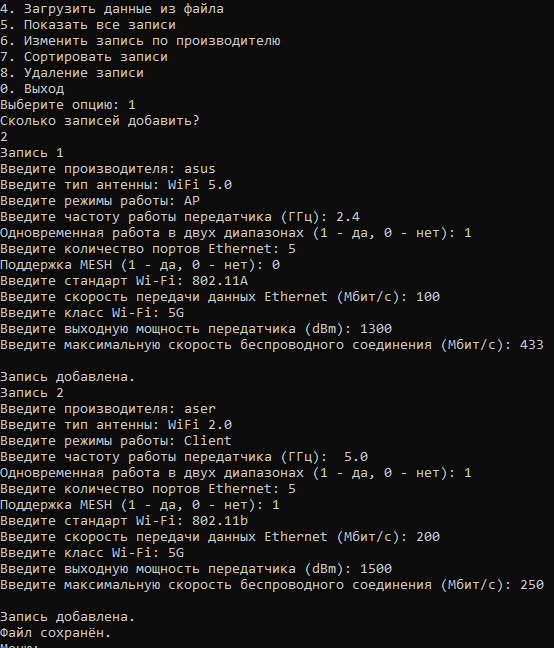 4. Загрузить данные из файла
5. Показать все записи
6. Изменить запись по производителю
7. Сортировать записи
8. Удаление записи
0. Выход
Выберите опцию: 1
Сколько записей добавить?
2
Запись 1
Введите производителя: asus
Введите тип антенны: WiFi 5.0
Введите режимы работы: AP
Введите частоту работы передатчика (ГГц): 2.4
Одновременная работа в двух диапазонах (1 - да, 0 - нет): 1
Введите количество портов Ethernet: 5
Поддержка MESH (1 - да, 0 - нет): 0
Введите стандарт Wi-Fi: 802.11A
Введите скорость передачи данных Ethernet (Мбит/с): 100
Введите класс Wi-Fi: 5G
Введите выходную мощность передатчика (dBm): 1300
Введите максимальную скорость беспроводного соединения (Мбит/с): 433
Запись добавлена.
Запись 2
Введите производителя: aser
Введите тип антенны: WiFi 2.0
Введите режимы работы: Client
Введите частоту работы передатчика (ГГц):  5.0
Одновременная работа в двух диапазонах (1 - да, 0 - нет): 1
Введите количество портов Ethernet: 5
Поддержка MESH (1 - да, 0 - нет): 1
Введите стандарт Wi-Fi: 802.11b
Введите скорость передачи данных Ethernet (Мбит/с): 200
Введите класс Wi-Fi: 5G
Введите выходную мощность передатчика (dBm): 1500
Введите максимальную скорость беспроводного соединения (Мбит/с): 250
Запись добавлена.
Файл сохранён.
Меню: